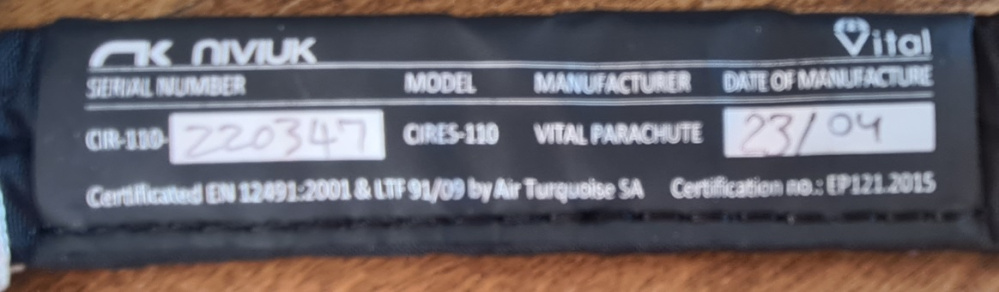 NIVIUK Vital
SERIAL NUMBER MODEL MANUFACTURER DATE OF MANUFACTURE
CIR-110- 220347 CIRES-110 VITAL PARACHUTE 23/04
Certificated EN 12491:2001 & LTF 91/09 by Air Turquoise SA Certification no.: EP121.2015